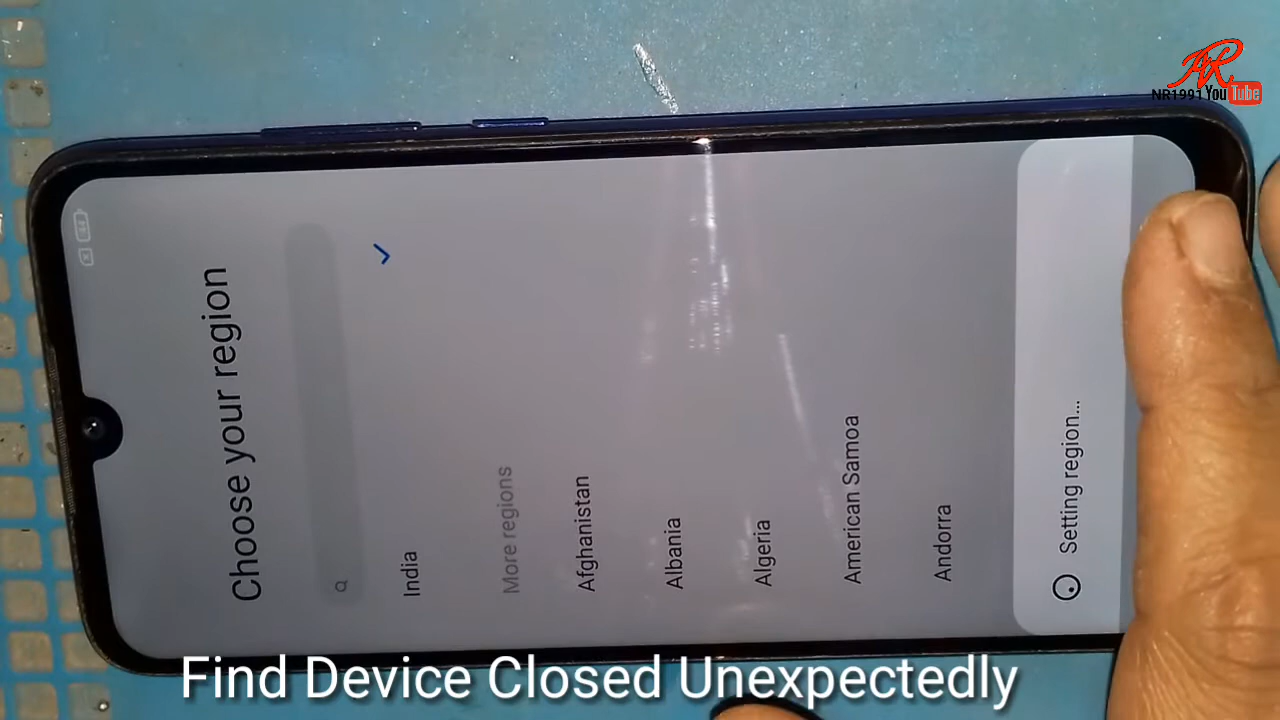 Choose your region
India
More regions
Afghanistan
Albania
Algeria
American Samoa
Andorra
Setting region...
Find Device Closed Unexpectedly
AR
NR1991 YouTube